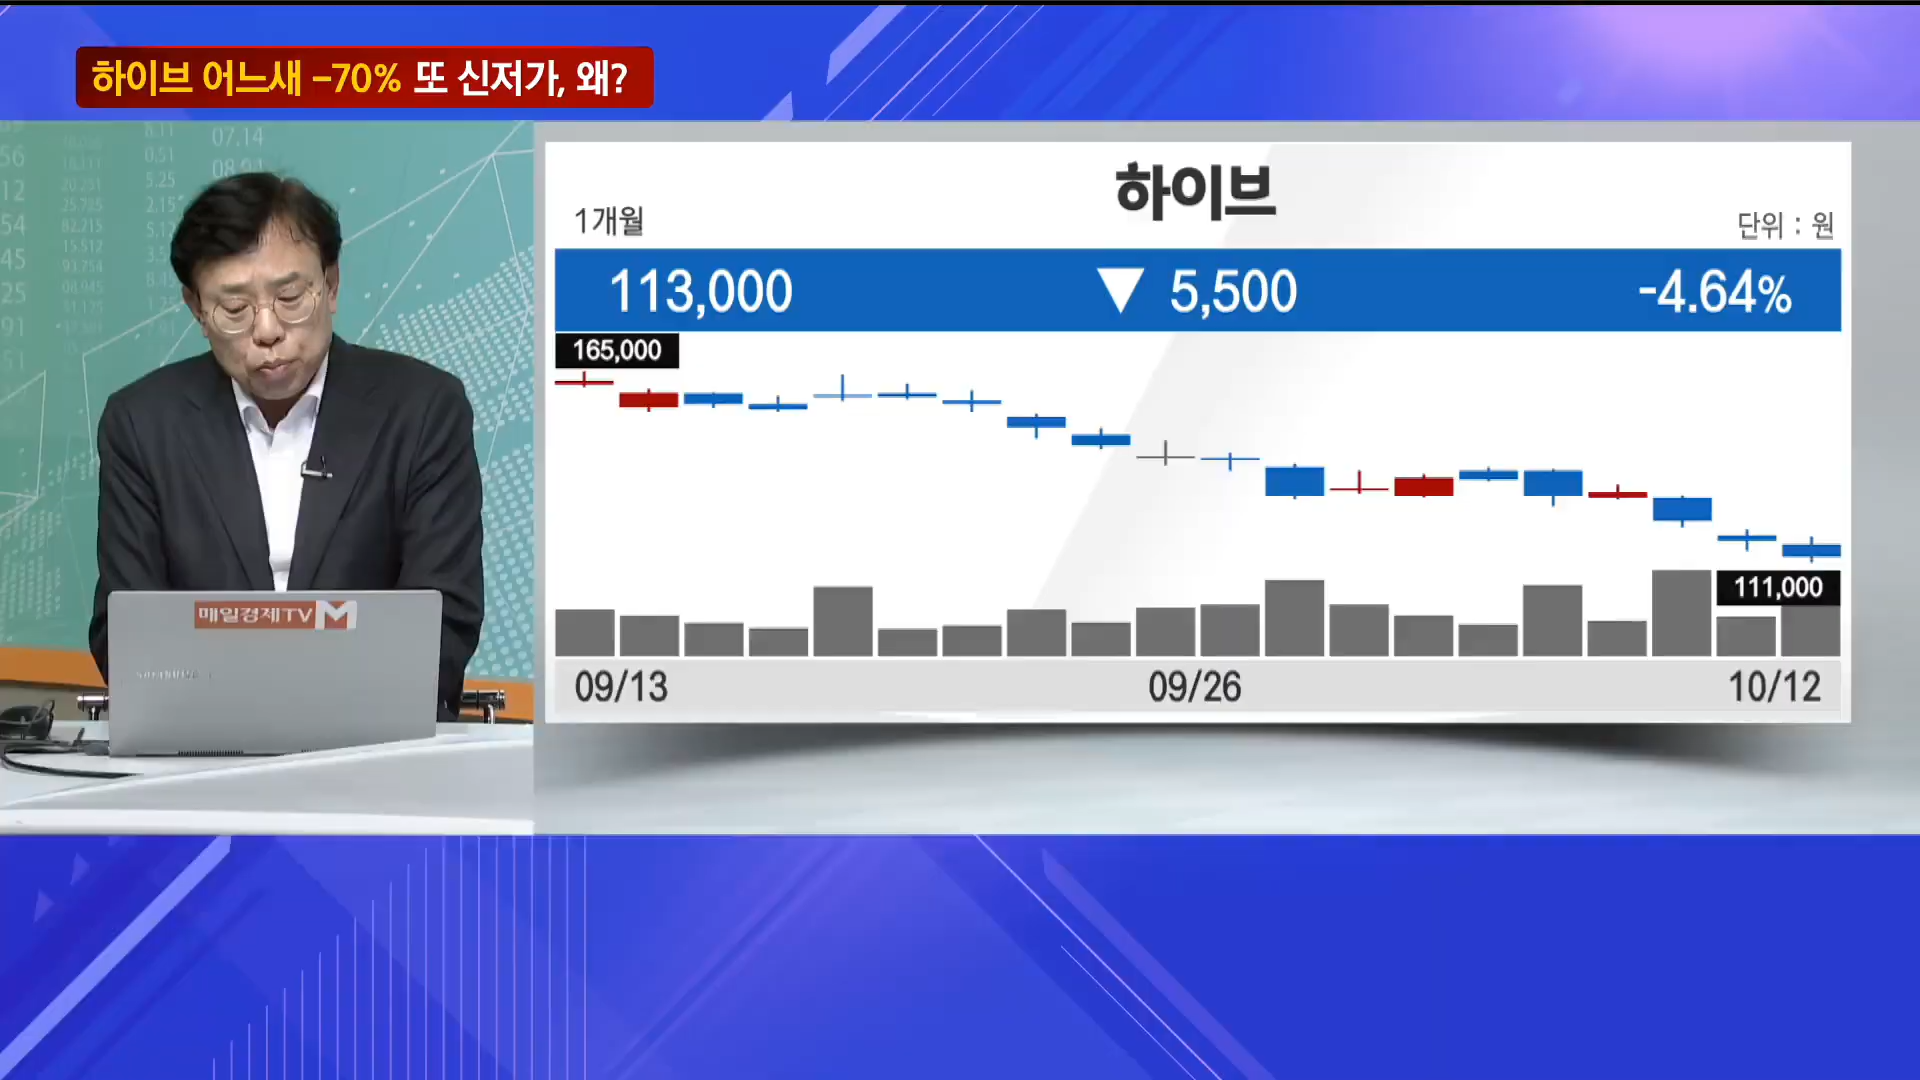 하이브 어느새 -70% 또 신저가, 왜?
하이브
1개월
단위 : 원
113,000 ▼ 5,500 -4.64%
165,000
111,000
09/13 09/26 10/12
매일경제TV M
07.14